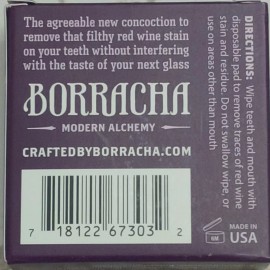 The agreeable new concoction to
remove that filthy red wine stain
on your teeth without interfering
with the taste of your next glass
BORRACHA
MODERN ALCHEMY
CRAFTEDBYBORRACHA.COM
7 18122 67303 2
DIRECTIONS: Wipe teeth and mouth with
disposable pad to remove traces of red wine
stain and residue. Do not swallow wipe, or
use on areas other than mouth
MADE IN
USA